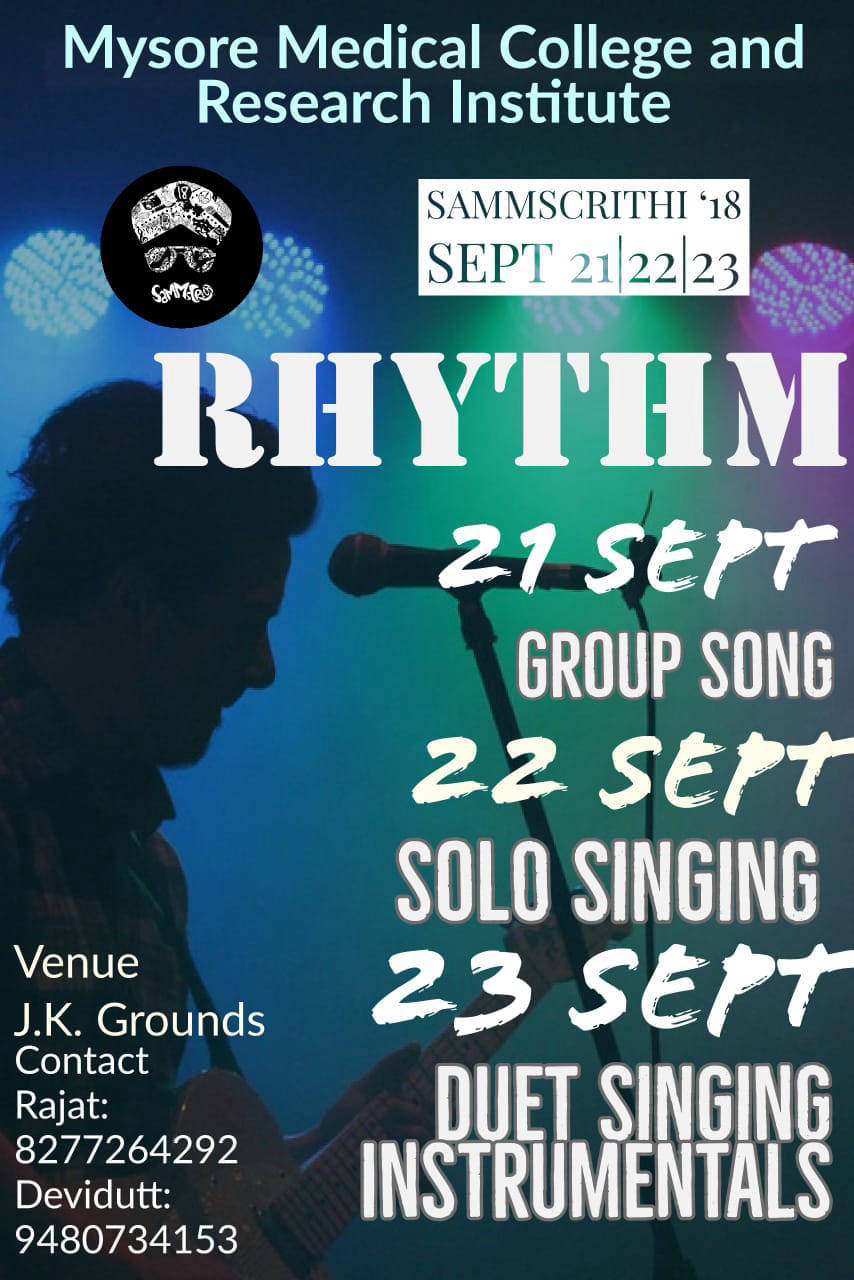 Mysore Medical College and
Research Institute
SAMMSCRITHI ‘18
SEPT 21|22|23
RHYTHM
21 SEPT
GROUP SONG
22 SEPT
SOLO SINGING
23 SEPT
DUET SINGING
INSTRUMENTALS
Venue
J.K. Grounds
Contact
Rajat:
8277264292
Devidutt:
9480734153